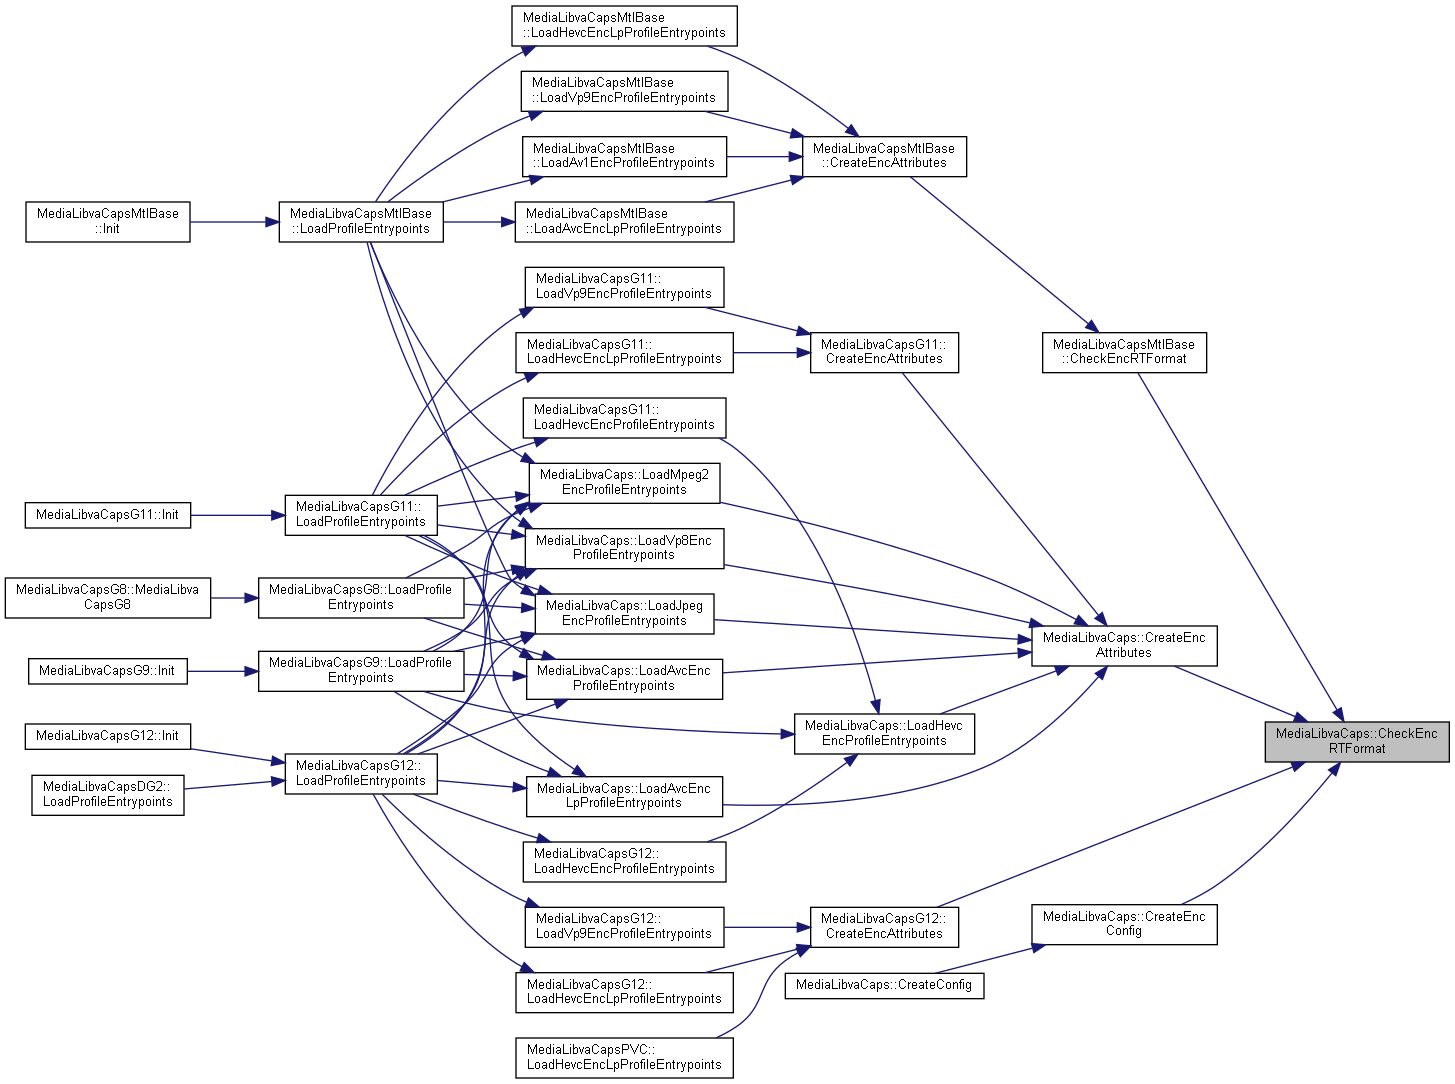 MediaLibvaCapsMtlBase
::LoadHevcEncLpProfileEntrypoints
MediaLibvaCapsMtlBase
::LoadVp9EncProfileEntrypoints
MediaLibvaCapsMtlBase
::LoadAv1EncProfileEntrypoints
MediaLibvaCapsMtlBase
::CreateEncAttributes
MediaLibvaCapsMtlBase
::Init
MediaLibvaCapsMtlBase
::LoadProfileEntrypoints
MediaLibvaCapsMtlBase
::LoadAvcEncLpProfileEntrypoints
MediaLibvaCapsG11::
LoadVp9EncProfileEntrypoints
MediaLibvaCapsG11::
LoadHevcEncLpProfileEntrypoints
MediaLibvaCapsG11::
CreateEncAttributes
MediaLibvaCapsMtlBase
::CheckEncRTFormat
MediaLibvaCapsG11::
LoadHevcEncProfileEntrypoints
MediaLibvaCaps::LoadMpeg2
EncProfileEntrypoints
MediaLibvaCapsG11::Init
MediaLibvaCapsG11::
LoadProfileEntrypoints
MediaLibvaCaps::LoadVp8Enc
ProfileEntrypoints
MediaLibvaCapsG8::MediaLibva
CapsG8
MediaLibvaCapsG8::LoadProfile
Entrypoints
MediaLibvaCaps::LoadJpeg
EncProfileEntrypoints
MediaLibvaCaps::CreateEnc
Attributes
MediaLibvaCapsG9::Init
MediaLibvaCapsG9::LoadProfile
Entrypoints
MediaLibvaCaps::LoadAvcEnc
ProfileEntrypoints
MediaLibvaCaps::LoadHevc
EncProfileEntrypoints
MediaLibvaCaps::CheckEnc
RTFormat
MediaLibvaCapsG12::Init
MediaLibvaCapsG12::
LoadProfileEntrypoints
MediaLibvaCapsDG2::
LoadProfileEntrypoints
MediaLibvaCaps::LoadAvcEnc
LpProfileEntrypoints
MediaLibvaCapsG12::
LoadHevcEncProfileEntrypoints
MediaLibvaCapsG12::
LoadVp9EncProfileEntrypoints
MediaLibvaCapsG12::
CreateEncAttributes
MediaLibvaCaps::CreateEnc
Config
MediaLibvaCapsG12::
LoadHevcEncLpProfileEntrypoints
MediaLibvaCaps::CreateConfig
MediaLibvaCapsPVC::
LoadHevcEncLpProfileEntrypoints